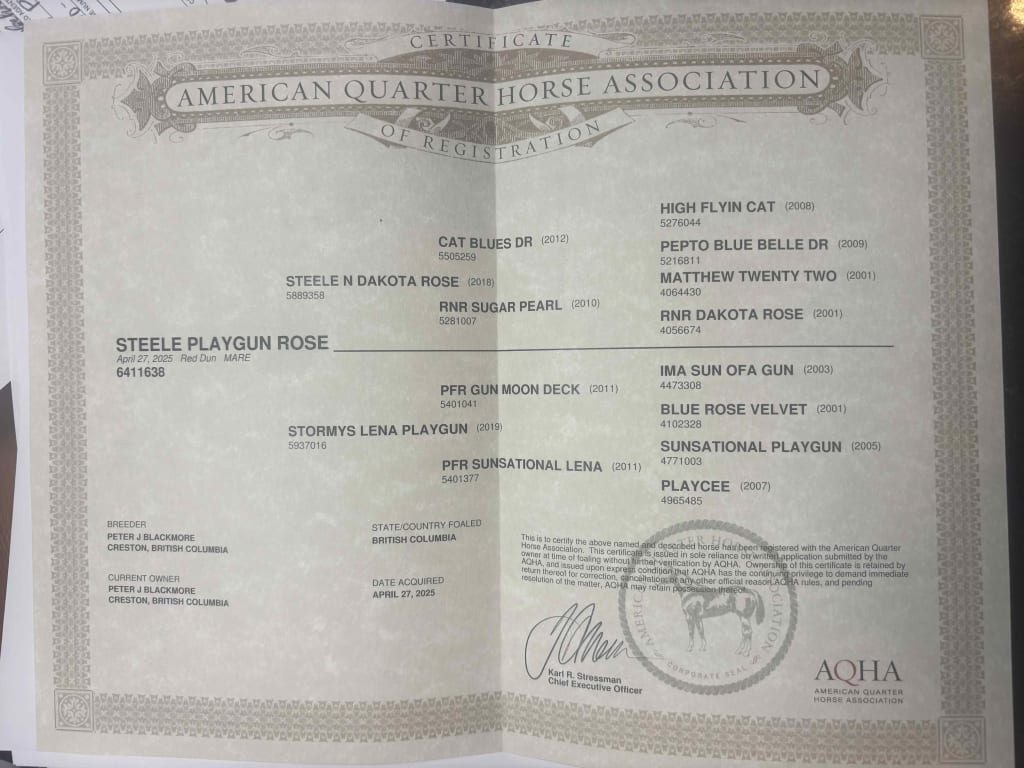 CERTIFICATE
AMERICAN QUARTER HORSE ASSOCIATION
OF REGISTRATION
HIGH FLYIN CAT (2008)
5276044
CAT BLUES DR (2012)
5505259
PEPTO BLUE BELLE DR (2009)
5216811
STEELE N DAKOTA ROSE (2018)
5889358
MATTHEW TWENTY TWO (2001)
4064430
RNR SUGAR PEARL (2010)
5281007
RNR DAKOTA ROSE (2001)
4056674
STEELE PLAYGUN ROSE
April 27, 2025 Red Dun MARE
6411638
IMA SUN OFA GUN (2003)
4473308
PFR GUN MOON DECK (2011)
5401041
BLUE ROSE VELVET (2001)
4102328
STORMYS LENA PLAYGUN (2019)
5937016
SUNSATIONAL PLAYGUN (2005)
4771003
PFR SUNSATIONAL LENA (2011)
5401377
PLAYCEE (2007)
4965485
BREEDER
PETER J BLACKMORE
CRESTON, BRITISH COLUMBIA
STATE/COUNTRY FOALED
BRITISH COLUMBIA
CURRENT OWNER
PETER J BLACKMORE
CRESTON, BRITISH COLUMBIA
DATE ACQUIRED
APRIL 27, 2025
This is to certify the above named and described horse has been registered with the American Quarter
Horse Association. This certificate is issued in sole reliance on written application submitted by the
owner at time of foaling without further verification by AQHA. Ownership of this certificate is retained by
AQHA, and issued upon express condition that AQHA has the continuing privilege to demand immediate
return thereof for correction, cancellation, any other official reason AQHA rules, and pending
resolution of the matter, AQHA may retain possession thereof.
Karl R. Stressman
Chief Executive Officer
CORPORATE SEAL
AQHA
AMERICAN QUARTER
HORSE ASSOCIATION